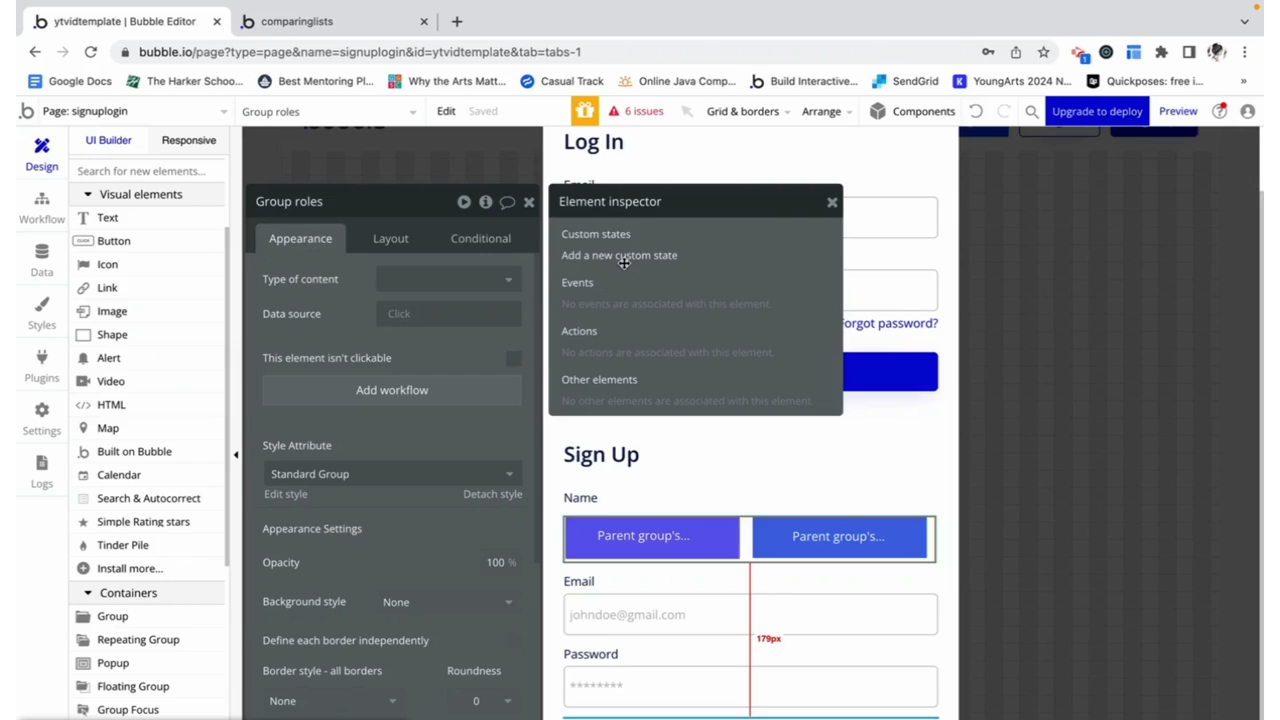 ytvidtemplate | Bubble Editor
comparinglists
bubble.io/page?type=page&name=signuplogin&id=ytvidtemplate&tab=tabs-1
Google Docs
The Harker Schoo...
Best Mentoring Pl...
Why the Arts Matt...
Casual Track
Online Java Comp...
Build Interactive...
SendGrid
YoungArts 2024 N...
Quickposes: free i...
»
Page: signuplogin
Group roles
Edit
Saved
6 issues
Grid & borders
Arrange
Components
Upgrade to deploy
Preview
Design
Workflow
Data
Styles
Plugins
Settings
Logs
UI Builder
Responsive
Search for new elements...
Visual elements
Text
CLICK Button
Icon
Link
Image
Shape
Alert
Video
</> HTML
Map
Built on Bubble
Calendar
Search & Autocorrect
Simple Rating stars
Tinder Pile
Install more...
Containers
Group
Repeating Group
Popup
Floating Group
Group Focus
Group roles
Appearance
Layout
Conditional
Type of content
Data source
Click
This element isn't clickable
Add workflow
Style Attribute
Standard Group
Edit style
Detach style
Appearance Settings
Opacity
100 %
Background style
None
Define each border independently
Border style - all borders
Roundness
None
0
Log In
Email
Element inspector
Custom states
Add a new custom state
Events
No events are associated with this element.
Actions
No actions are associated with this element.
Other elements
No other elements are associated with this element.
Forgot password?
Sign Up
Name
Parent group's...
Parent group's...
Email
johndoe@gmail.com
179px
Password
********